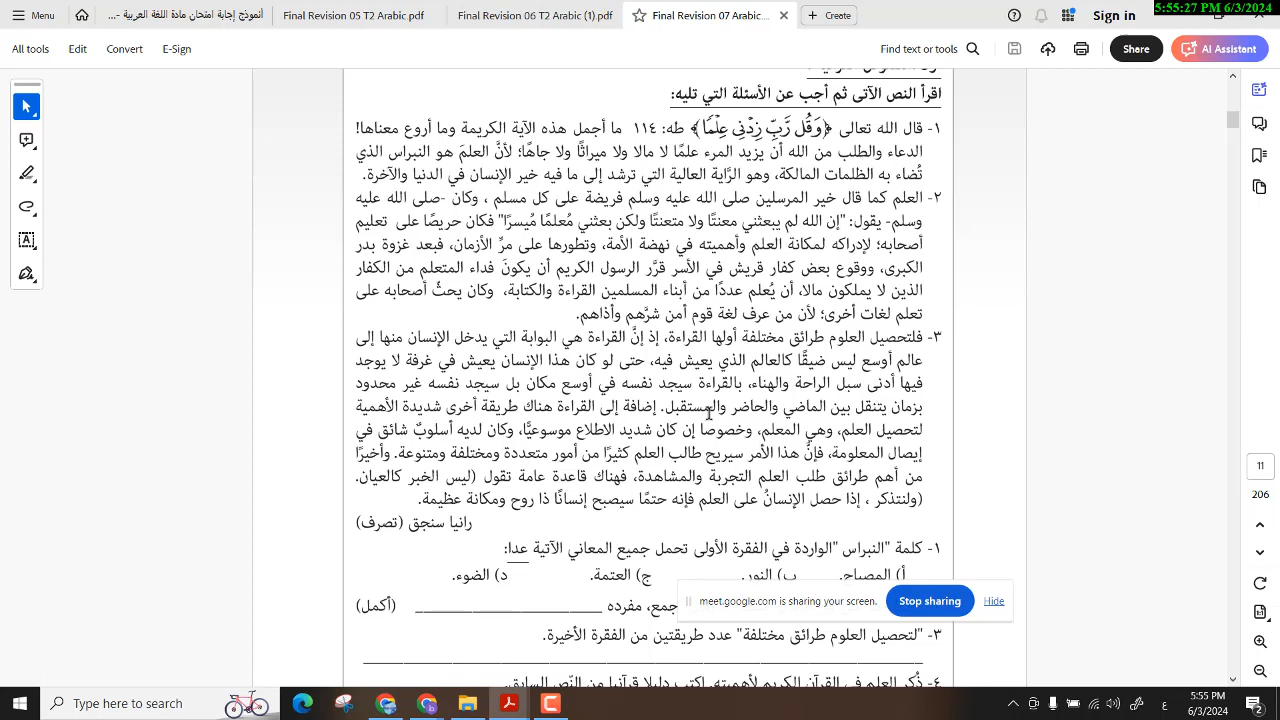 Menu
أنموذج إجابة امتحان مادة اللغة العربية ...
Final Revision 05 T2 Arabic.pdf
Final Revision 06 T2 Arabic (1).pdf
Final Revision 07 Arabic...
Create
Sign in
5:55:27 PM 6/3/2024
All tools
Edit
Convert
E-Sign
Find text or tools
Share
AI Assistant
اقرأ النص الآتى ثم أجب عن الأسئلة التي تليه:
١- قال الله تعالى ﴿وَقُل رَّبِّ زِدْنِى عِلْمًا﴾ طه: ١١٤ ما أجمل هذه الآية الكريمة وما أروع معناها!
الدعاء والطلب من الله أن يزيد المرء علمًا لا مالا ولا ميراثًا ولا جاهًا؛ لأنَّ العلمَ هو النبراس الذي
تُضاء به الظلمات المالكة، وهو الرَّاية العالية التي ترشد إلى ما فيه خير الإنسان في الدنيا والآخرة.
٢- العلم كما قال خير المرسلين صلى الله عليه وسلم فريضة على كل مسلم ، وكان -صلى الله عليه
وسلم- يقول: "إن الله لم يبعثني معنتًا ولا متعنتًا ولكن بعثني مُعلمًا مُيسرًا" فكان حريصًا على تعليم
أصحابه؛ لإدراكه لمكانة العلم وأهميته في نهضة الأمة، وتطورها على مرِّ الأزمان، فبعد غزوة بدر
الكبرى، ووقوع بعض كفار قريش في الأسر قرَّر الرسول الكريم أن يكونَ فداء المتعلم من الكفار
الذين لا يملكون مالا، أن يُعلم عددًا من أبناء المسلمين القراءة والكتابة، وكان يحثُّ أصحابه على
تعلم لغات أخرى؛ لأن من عرف لغة قوم أمن شرَّهم وأذاهم.
٣- فلتحصيل العلوم طرائق مختلفة أولها القراءة، إذ إنَّ القراءة هي البوابة التي يدخل الإنسان منها إلى
عالم أوسع ليس ضيقًا كالعالم الذي يعيش فيه، حتى لو كان هذا الإنسان يعيش في غرفة لا يوجد
فيها أدنى سبل الراحة والهناء، بالقراءة سيجد نفسه في أوسع مكان بل سيجد نفسه غير محدود
بزمان يتنقل بين الماضي والحاضر والمستقبل. إضافة إلى القراءة هناك طريقة أخرى شديدة الأهمية
لتحصيل العلم، وهي المعلم، وخصوصًا إن كان شديد الاطلاع موسوعيًّا، وكان لديه أسلوبٌ شائق في
إيصال المعلومة، فإنَّ هذا الأمر سيريح طالب العلم كثيرًا من أمور متعددة ومختلفة ومتنوعة. وأخيرًا
من أهم طرائق طلب العلم التجربة والمشاهدة، فهناك قاعدة عامة تقول (ليس الخبر كالعيان.
(ولنتذكر ، إذا حصل الإنسانُ على العلم فإنه حتمًا سيصبح إنسانًا ذا روح ومكانة عظيمة.
رانيا سنجق (تصرف)
١- كلمة "النبراس "الواردة في الفقرة الأولى تحمل جميع المعاني الآتية عدا:
أ) المصباح. ب) النور. ج) العتمة. د) الضوء.
جمع، مفرده ____________ (أكمل)
meet.google.com is sharing your screen.
Stop sharing
Hide
٣- "لتحصيل العلوم طرائق مختلفة" عدد طريقتين من الفقرة الأخيرة.
٤- ذُكر العلم في القرآن الكريم لأهميته. اكتب دليلا قرآنيا من النّص السابق.
11
206
Type here to search
5:55 PM
6/3/2024
2